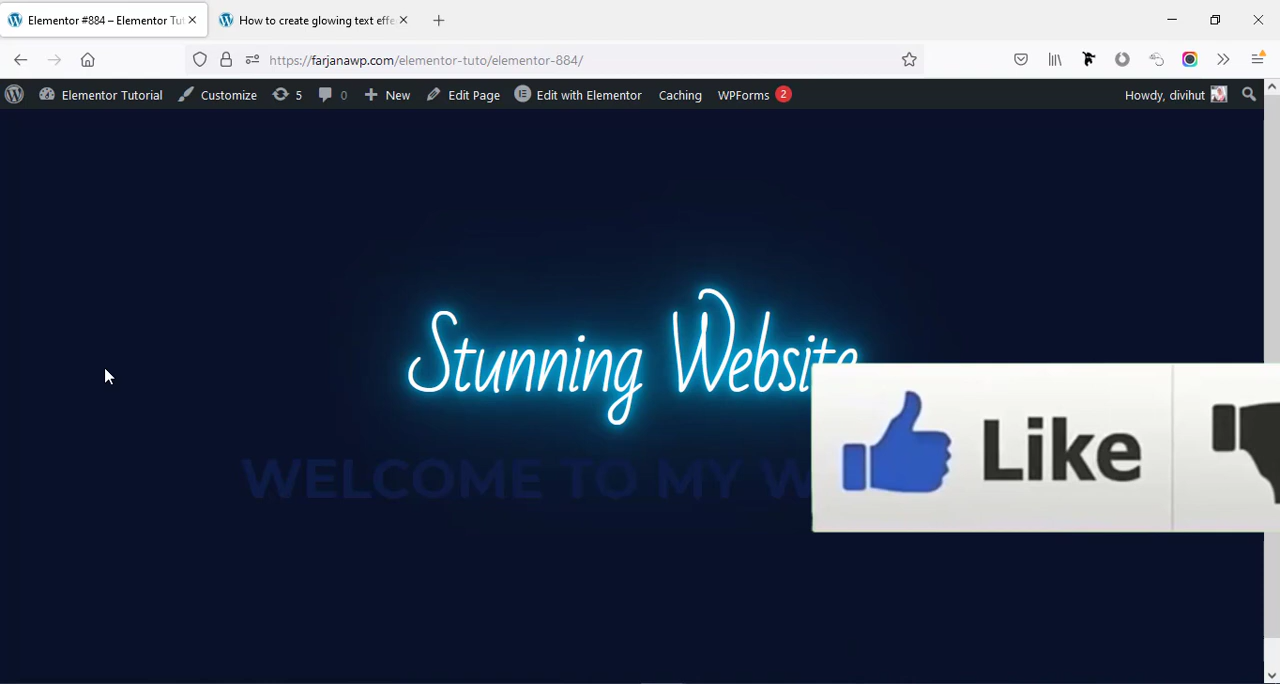 Elementor #884 – Elementor Tut
How to create glowing text effe
https://farjanawp.com/elementor-tuto/elementor-884/
Elementor Tutorial
Customize
5
0
New
Edit Page
Edit with Elementor
Caching
WPForms 2
Howdy, divihut
Stunning Website
WELCOME TO MY W
Like